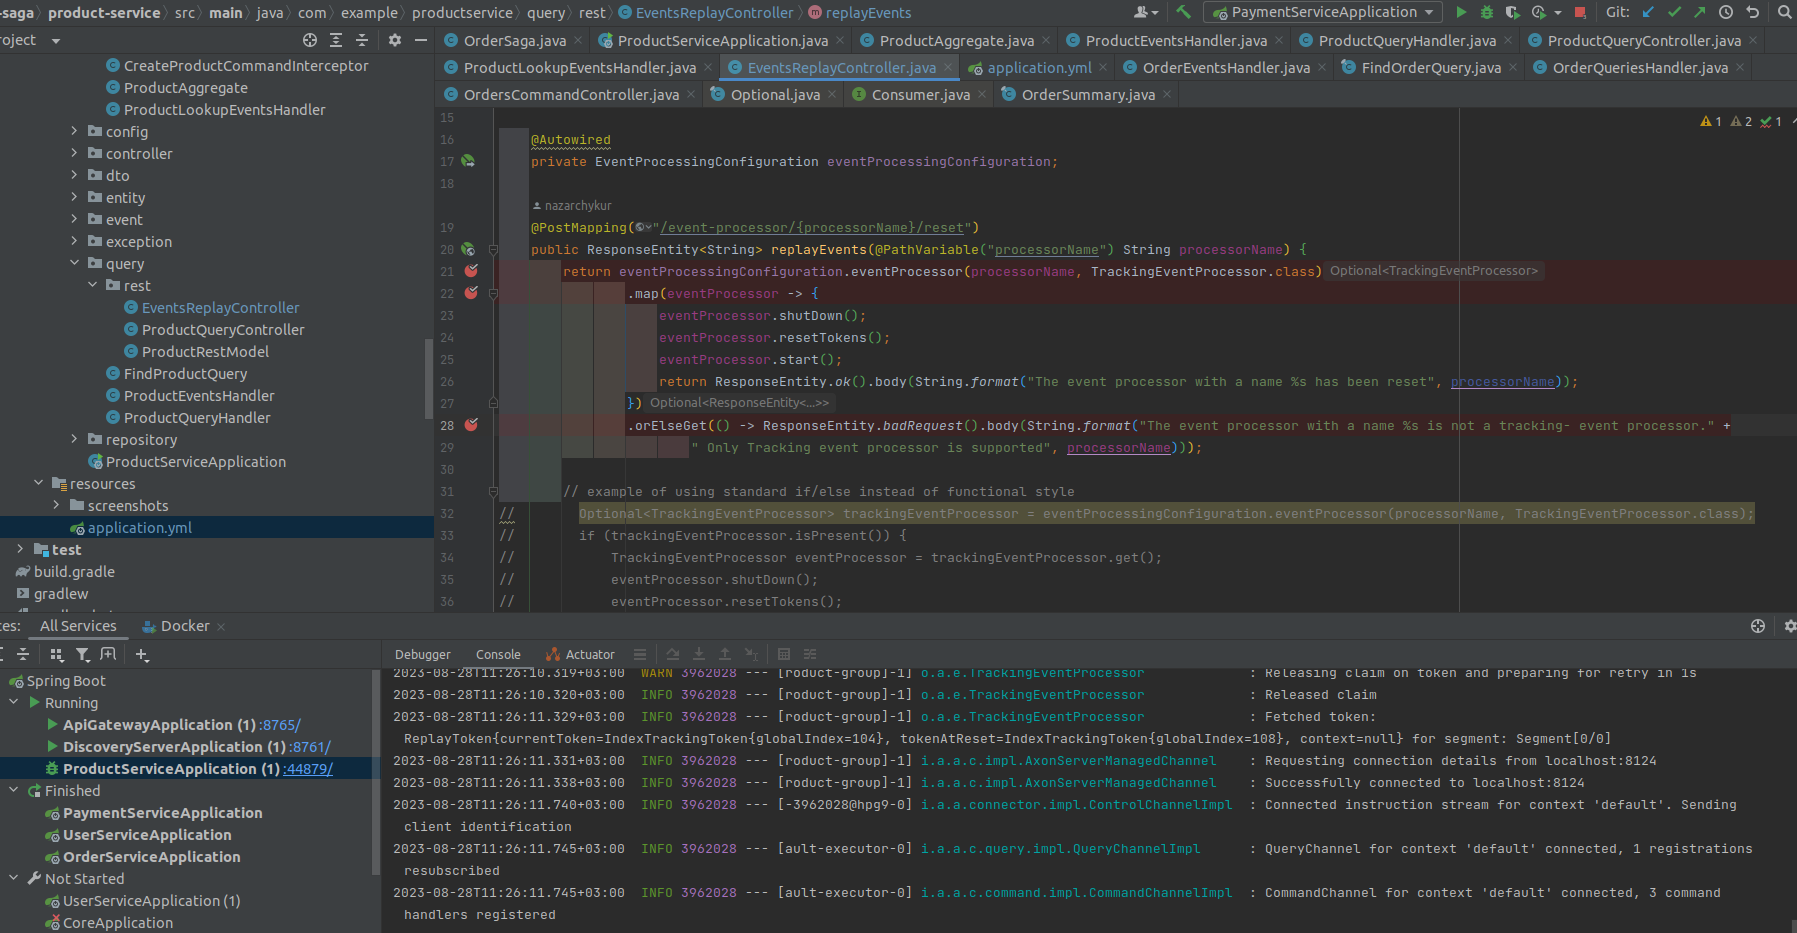 -saga〉product-service〉src〉main〉java〉com〉example〉productservice〉query〉rest〉EventsReplayController〉replayEvents
PaymentServiceApplication
Git:
roject
OrderSaga.java
ProductServiceApplication.java
ProductAggregate.java
ProductEventsHandler.java
ProductQueryHandler.java
ProductQueryController.java
ProductLookupEventsHandler.java
EventsReplayController.java
application.yml
OrderEventsHandler.java
FindOrderQuery.java
OrderQueriesHandler.java
OrdersCommandController.java
Optional.java
Consumer.java
OrderSummary.java
CreateProductCommandInterceptor
ProductAggregate
ProductLookupEventsHandler
config
controller
dto
entity
event
exception
query
rest
EventsReplayController
ProductQueryController
ProductRestModel
FindProductQuery
ProductEventsHandler
ProductQueryHandler
repository
ProductServiceApplication
resources
screenshots
application.yml
test
build.gradle
gradlew
1 2 1
15
16 @Autowired
17 private EventProcessingConfiguration eventProcessingConfiguration;
18
nazarchykur
19 @PostMapping("/event-processor/{processorName}/reset")
20 public ResponseEntity<String> replayEvents(@PathVariable("processorName") String processorName) {
21 return eventProcessingConfiguration.eventProcessor(processorName, TrackingEventProcessor.class) Optional<TrackingEventProcessor>
22 .map(eventProcessor -> {
23 eventProcessor.shutDown();
24 eventProcessor.resetTokens();
25 eventProcessor.start();
26 return ResponseEntity.ok().body(String.format("The event processor with a name %s has been reset", processorName));
27 }) Optional<ResponseEntity<...>>
28 .orElseGet(() -> ResponseEntity.badRequest().body(String.format("The event processor with a name %s is not a tracking- event processor." +
29 " Only Tracking event processor is supported", processorName)));
30
31 // example of using standard if/else instead of functional style
32 // Optional<TrackingEventProcessor> trackingEventProcessor = eventProcessingConfiguration.eventProcessor(processorName, TrackingEventProcessor.class);
33 // if (trackingEventProcessor.isPresent()) {
34 // TrackingEventProcessor eventProcessor = trackingEventProcessor.get();
35 // eventProcessor.shutDown();
36 // eventProcessor.resetTokens();
ces: All Services Docker
Debugger Console Actuator
Spring Boot
Running
ApiGatewayApplication (1) :8765/
DiscoveryServerApplication (1) :8761/
ProductServiceApplication (1) :44879/
Finished
PaymentServiceApplication
UserServiceApplication
OrderServiceApplication
Not Started
UserServiceApplication (1)
CoreApplication
2023-08-28T11:26:10.319+03:00 WARN 3962028 --- [roduct-group]-1] o.a.e.TrackingEventProcessor : Releasing claim on token and preparing for retry in 1s
2023-08-28T11:26:10.320+03:00 INFO 3962028 --- [roduct-group]-1] o.a.e.TrackingEventProcessor : Released claim
2023-08-28T11:26:11.329+03:00 INFO 3962028 --- [roduct-group]-1] o.a.e.TrackingEventProcessor : Fetched token:
ReplayToken{currentToken=IndexTrackingToken{globalIndex=104}, tokenAtReset=IndexTrackingToken{globalIndex=108}, context=null} for segment: Segment[0/0]
2023-08-28T11:26:11.331+03:00 INFO 3962028 --- [roduct-group]-1] i.a.a.c.impl.AxonServerManagedChannel : Requesting connection details from localhost:8124
2023-08-28T11:26:11.338+03:00 INFO 3962028 --- [roduct-group]-1] i.a.a.c.impl.AxonServerManagedChannel : Successfully connected to localhost:8124
2023-08-28T11:26:11.740+03:00 INFO 3962028 --- [-3962028@hpg9-0] i.a.a.connector.impl.ControlChannelImpl : Connected instruction stream for context 'default'. Sending
client identification
2023-08-28T11:26:11.745+03:00 INFO 3962028 --- [ault-executor-0] i.a.a.c.query.impl.QueryChannelImpl : QueryChannel for context 'default' connected, 1 registrations
resubscribed
2023-08-28T11:26:11.745+03:00 INFO 3962028 --- [ault-executor-0] i.a.a.c.command.impl.CommandChannelImpl : CommandChannel for context 'default' connected, 3 command
handlers registered